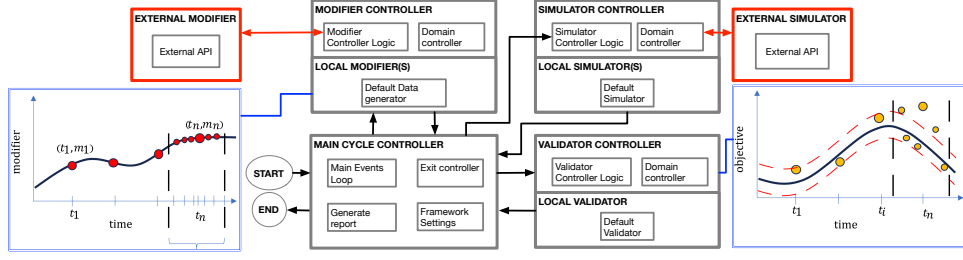 EXTERNAL MODIFIER
External API
MODIFIER CONTROLLER
Modifier
Controller Logic
Domain
controller
LOCAL MODIFIER(S)
Default Data
generator
SIMULATOR CONTROLLER
Simulator
Controller Logic
Domain
controller
LOCAL SIMULATOR(S)
Default
Simulator
EXTERNAL SIMULATOR
External API
modifier
(t₁,m₁)
(tₙ,mₙ)
t₁
tₙ
time
START
END
MAIN CYCLE CONTROLLER
Main Events
Loop
Exit controller
Generate
report
Framework
Settings
VALIDATOR CONTROLLER
Validator
Controller Logic
Domain
controller
LOCAL VALIDATOR
Default
Validator
objective
t₁
tᵢ
tₙ
time